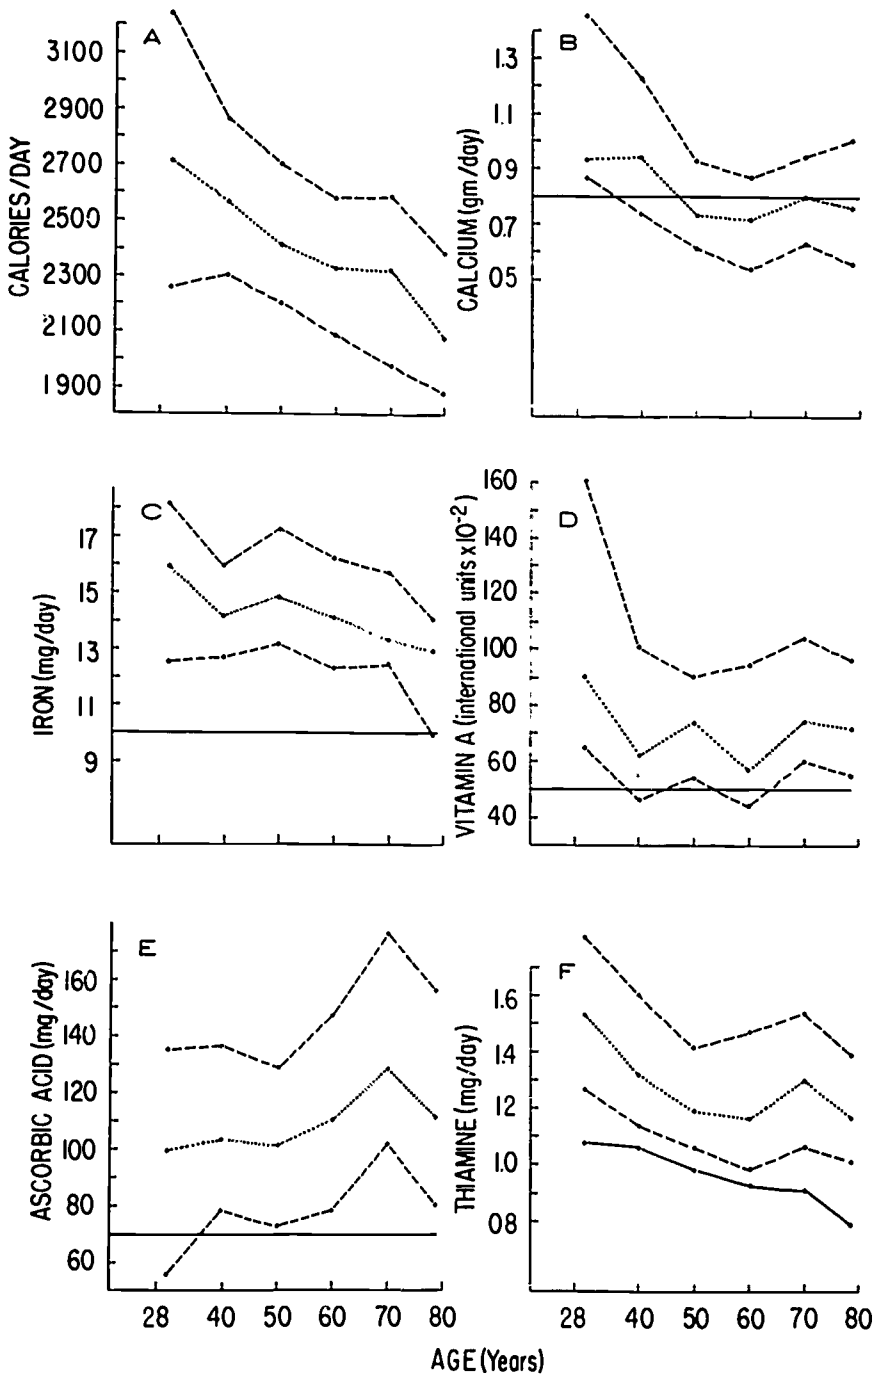 A
3100
2900
2700
2500
2300
2100
1900
CALORIES/DAY
B
1.3
1.1
0.9
0.7
0.5
CALCIUM (gm/day)
C
17
15
13
11
9
IRON (mg/day)
D
160
140
120
100
80
60
40
VITAMIN A (international units x10-2)
E
160
140
120
100
80
60
ASCORBIC ACID (mg/day)
28 40 50 60 70 80
F
1.6
1.4
1.2
1.0
0.8
THIAMINE (mg/day)
28 40 50 60 70 80
AGE (Years)